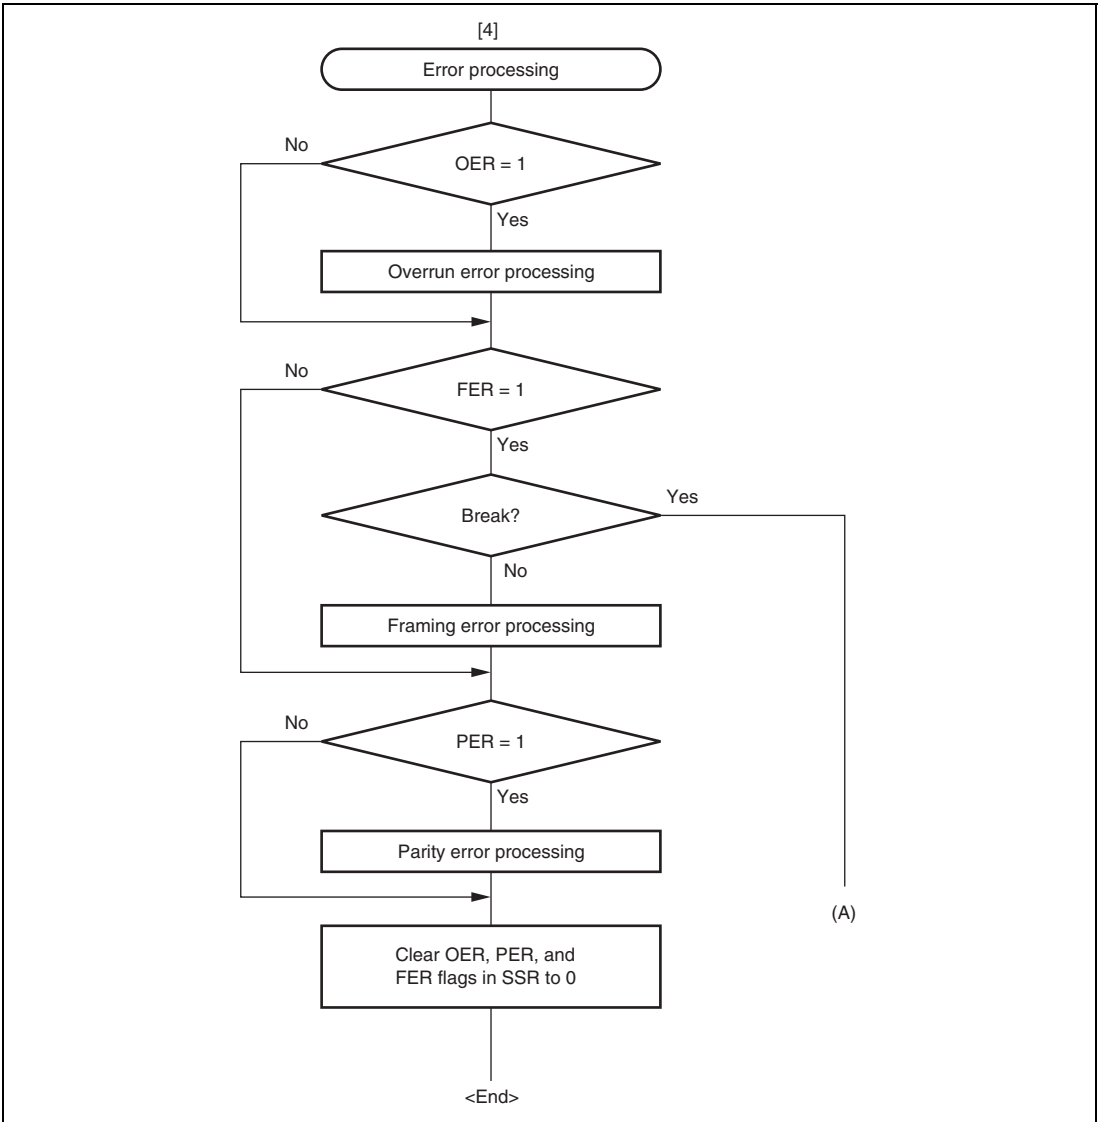 [4]
Error processing
No
OER = 1
Yes
Overrun error processing
No
FER = 1
Yes
Yes
Break?
No
Framing error processing
No
PER = 1
Yes
Parity error processing
(A)
Clear OER, PER, and
FER flags in SSR to 0
<End>